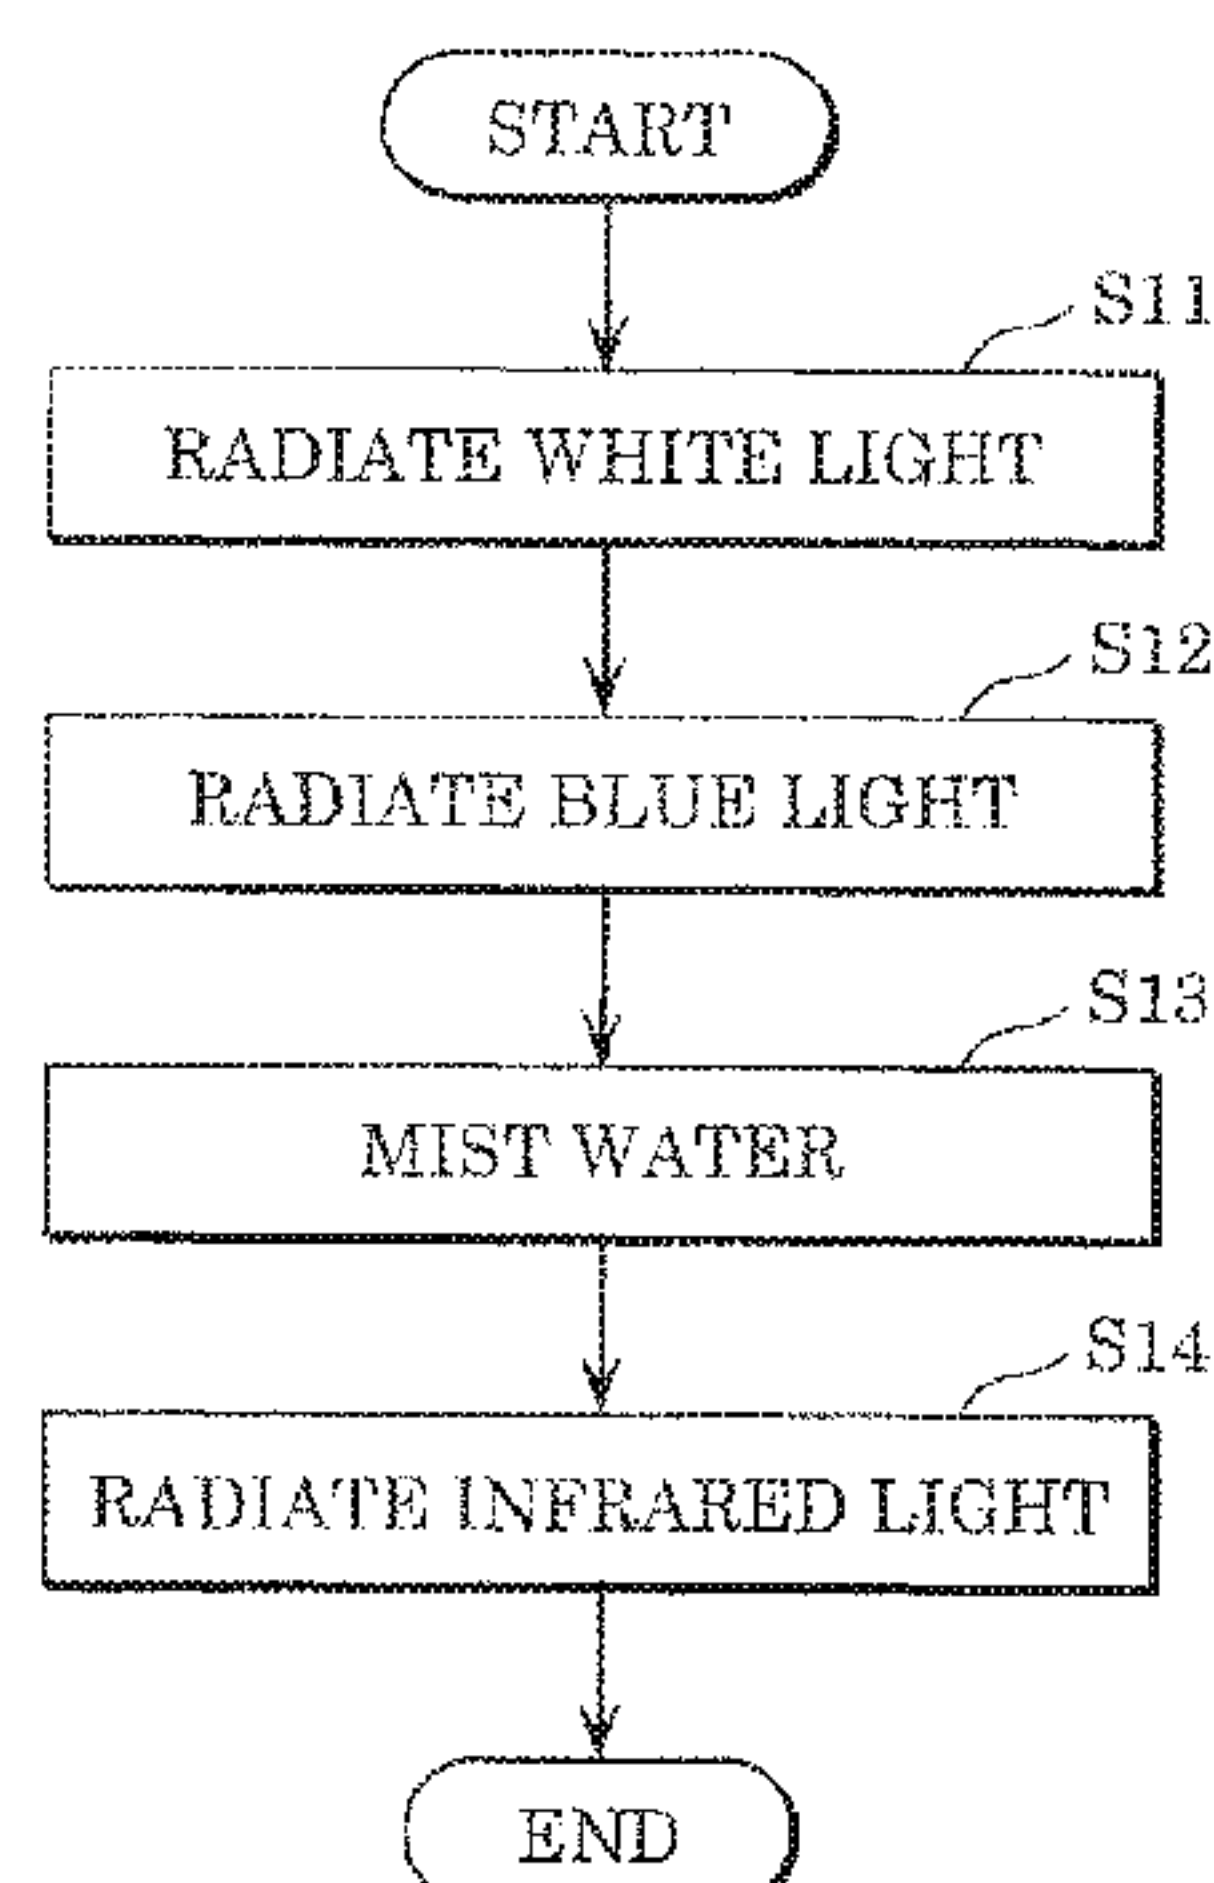 START
S11
RADIATE WHITE LIGHT
S12
RADIATE BLUE LIGHT
S13
MIST WATER
S14
RADIATE INFRARED LIGHT
END